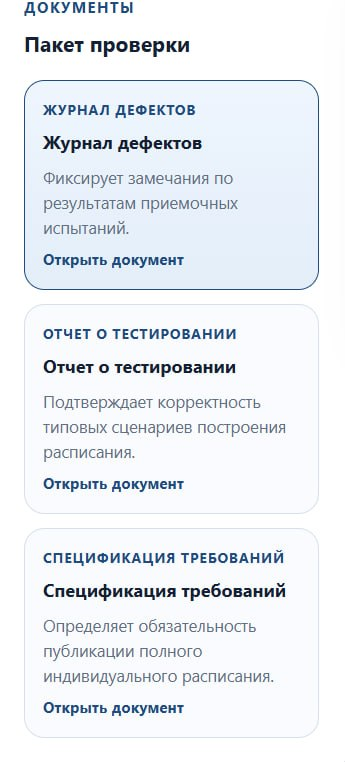 ДОКУМЕНТЫ
Пакет проверки
ЖУРНАЛ ДЕФЕКТОВ
Журнал дефектов
Фиксирует замечания по
результатам приемочных
испытаний.
Открыть документ
ОТЧЕТ О ТЕСТИРОВАНИИ
Отчет о тестировании
Подтверждает корректность
типовых сценариев построения
расписания.
Открыть документ
СПЕЦИФИКАЦИЯ ТРЕБОВАНИЙ
Спецификация требований
Определяет обязательность
публикации полного
индивидуального расписания.
Открыть документ